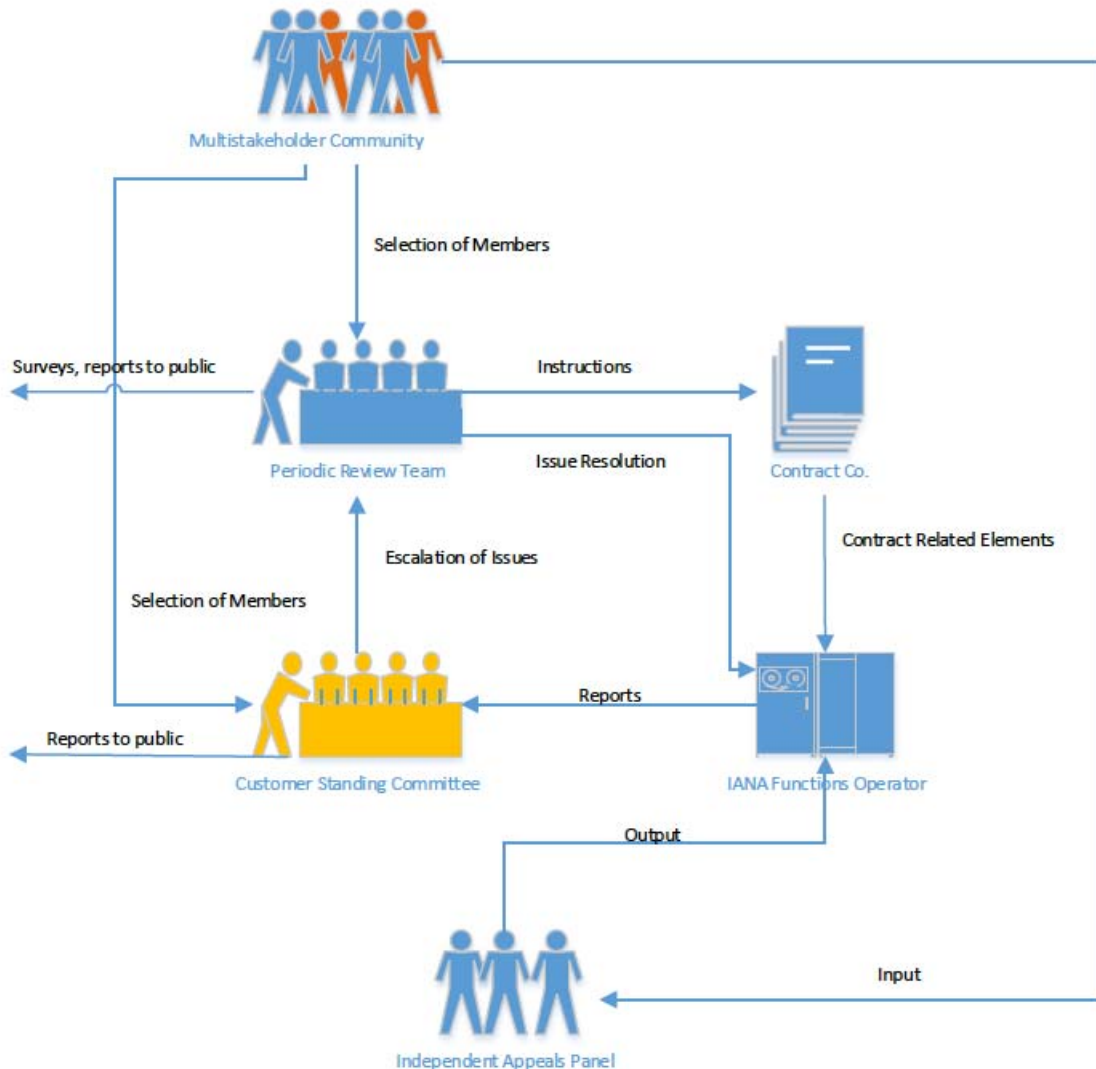 Multistakeholder Community
Selection of Members
Surveys, reports to public
Instructions
Periodic Review Team
Issue Resolution
Contract Co.
Contract Related Elements
Escalation of Issues
Selection of Members
Reports
Reports to public
Customer Standing Committee
IANA Functions Operator
Output
Input
Independent Appeals Panel